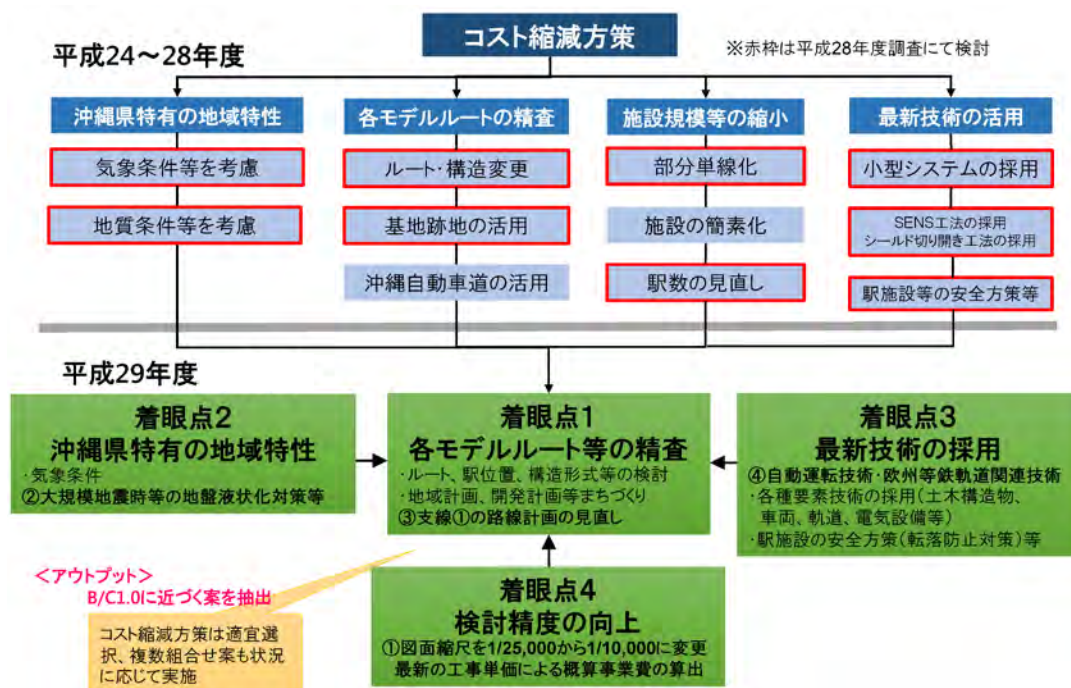 コスト縮減方策
平成24～28年度
※赤枠は平成28年度調査にて検討
沖縄県特有の地域特性
気象条件等を考慮
地質条件等を考慮
各モデルルートの精査
ルート・構造変更
基地跡地の活用
沖縄自動車道の活用
施設規模等の縮小
部分単線化
施設の簡素化
駅数の見直し
最新技術の活用
小型システムの採用
SENS工法の採用
シールド切り開き工法の採用
駅施設等の安全方策等
平成29年度
着眼点2
沖縄県特有の地域特性
・気象条件
②大規模地震時等の地盤液状化対策等
着眼点1
各モデルルート等の精査
・ルート、駅位置、構造形式等の検討
・地域計画、開発計画等まちづくり
③支線①の路線計画の見直し
着眼点3
最新技術の採用
④自動運転技術・欧州等鉄軌道関連技術
・各種要素技術の採用(土木構造物、
車両、軌道、電気設備等)
・駅施設の安全方策(転落防止対策)等
＜アウトプット＞
B/C1.0に近づく案を抽出
コスト縮減方策は適宜選
択、複数組合せ案も状況
に応じて実施
着眼点4
検討精度の向上
①図面縮尺を1/25,000から1/10,000に変更
最新の工事単価による概算事業費の算出